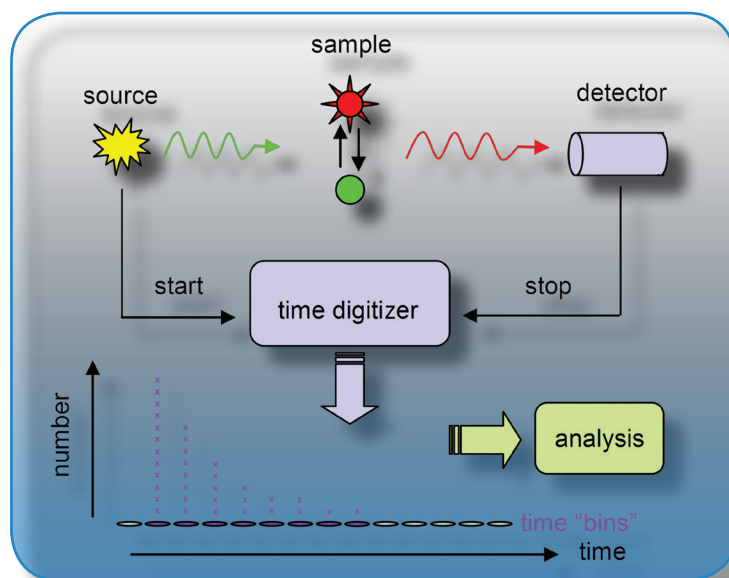 sample
source
detector
start
stop
time digitizer
number
analysis
time “bins”
time